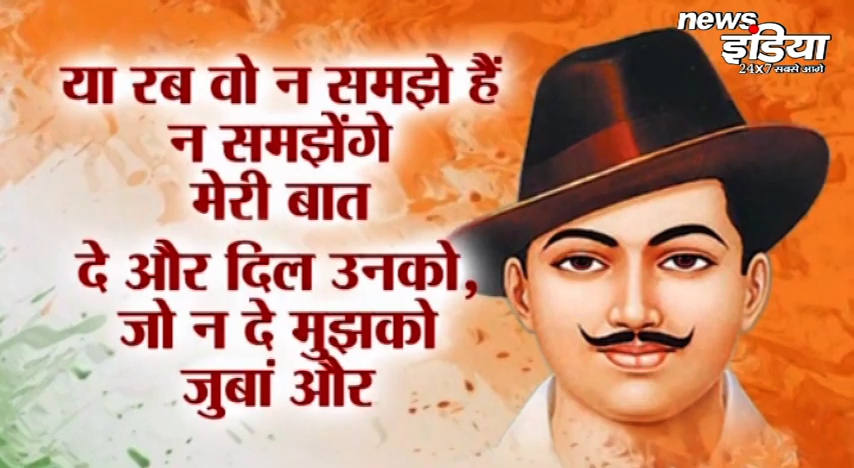 news
इंडिया
24x7 सबसे आगे
या रब वो न समझे हैं
न समझेंगे
मेरी बात
दे और दिल उनको,
जो न दे मुझको
जुबां और